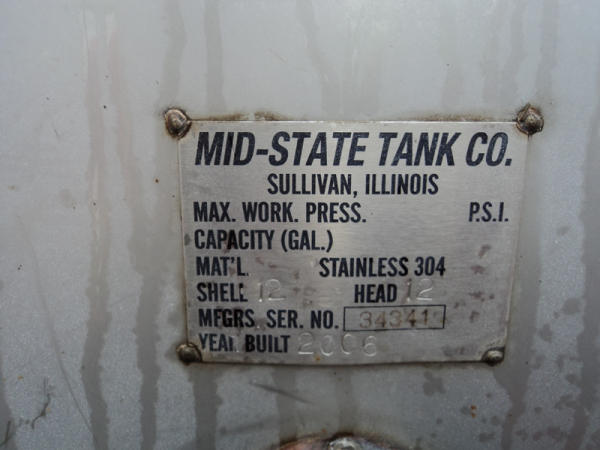 MID-STATE TANK CO.
SULLIVAN, ILLINOIS
MAX. WORK. PRESS. P.S.I.
CAPACITY (GAL.)
MAT'L. STAINLESS 304
SHELL 12 HEAD 12
MFGRS. SER. NO.
YEAR BUILT 2006